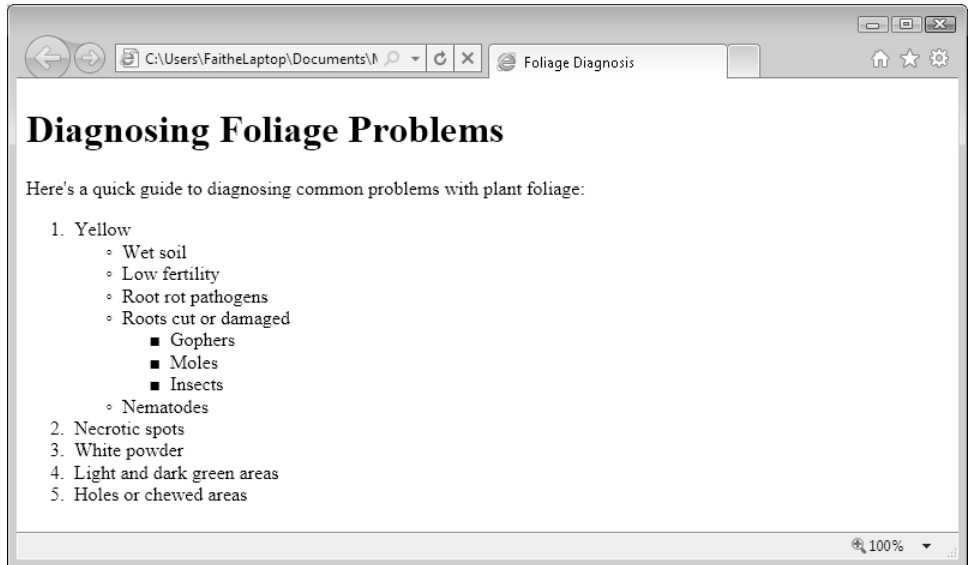 C:\Users\FaitheLaptop\Documents\M
Foliage Diagnosis
Diagnosing Foliage Problems
Here's a quick guide to diagnosing common problems with plant foliage:
1. Yellow
◦ Wet soil
◦ Low fertility
◦ Root rot pathogens
◦ Roots cut or damaged
▪ Gophers
▪ Moles
▪ Insects
◦ Nematodes
2. Necrotic spots
3. White powder
4. Light and dark green areas
5. Holes or chewed areas
100%